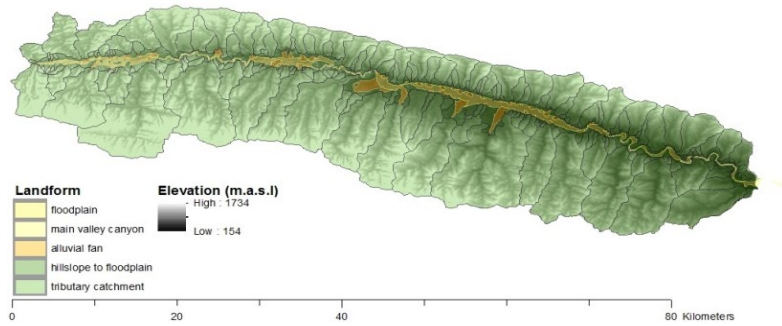 Landform
floodplain
main valley canyon
alluvial fan
hillslope to floodplain
tributary catchment
Elevation (m.a.s.l)
High : 1734
Low : 154
0 20 40 80 Kilometers